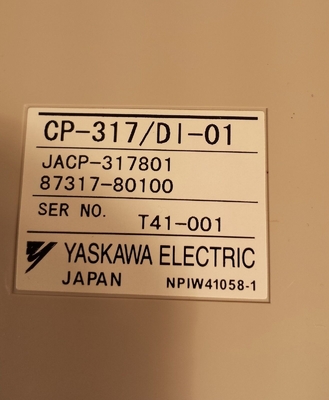 CP-317/DI-01
JACP-317801
87317-80100
SER NO. T41-001
YASKAWA ELECTRIC
JAPAN NPIW41058-1